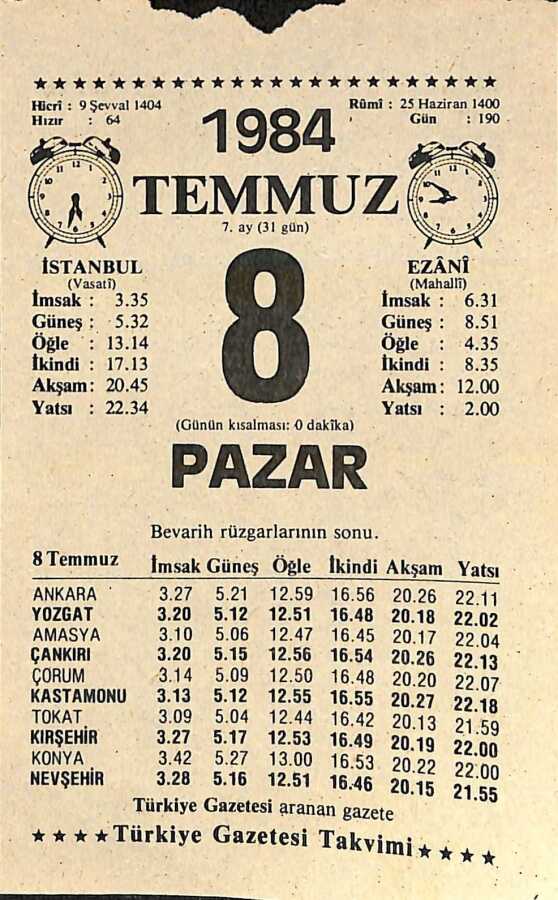 ★★★★★★★★★★★★★★★★★★★★★★★
Hicrî : 9 Şevval 1404
Hızır : 64
1984
Rûmî : 25 Haziran 1400
Gün : 190
TEMMUZ
7. ay (31 gün)
8
İSTANBUL
(Vasatî)
İmsak : 3.35
Güneş : 5.32
Öğle : 13.14
İkindi : 17.13
Akşam : 20.45
Yatsı : 22.34
EZÂNÎ
(Mahallî)
İmsak : 6.31
Güneş : 8.51
Öğle : 4.35
İkindi : 8.35
Akşam : 12.00
Yatsı : 2.00
(Günün kısalması: 0 dakîka)
PAZAR
Bevarih rüzgarlarının sonu.
8 Temmuz İmsak Güneş Öğle İkindi Akşam Yatsı
ANKARA 3.27 5.21 12.59 16.56 20.26 22.11
YOZGAT 3.20 5.12 12.51 16.48 20.18 22.02
AMASYA 3.10 5.06 12.47 16.45 20.17 22.04
ÇANKIRI 3.20 5.15 12.56 16.54 20.26 22.13
ÇORUM 3.14 5.09 12.50 16.48 20.20 22.07
KASTAMONU 3.13 5.12 12.55 16.55 20.27 22.18
TOKAT 3.09 5.04 12.44 16.42 20.13 21.59
KIRŞEHİR 3.27 5.17 12.53 16.49 20.19 22.00
KONYA 3.42 5.27 13.00 16.53 20.22 22.00
NEVŞEHİR 3.28 5.16 12.51 16.46 20.15 21.55
Türkiye Gazetesi aranan gazete
★★★★Türkiye Gazetesi Takvimi★★★★